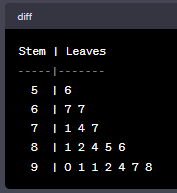 diff
Stem | Leaves
-----|-------
5 | 6
6 | 7 7
7 | 1 4 7
8 | 1 2 4 5 6
9 | 0 1 1 2 4 7 8